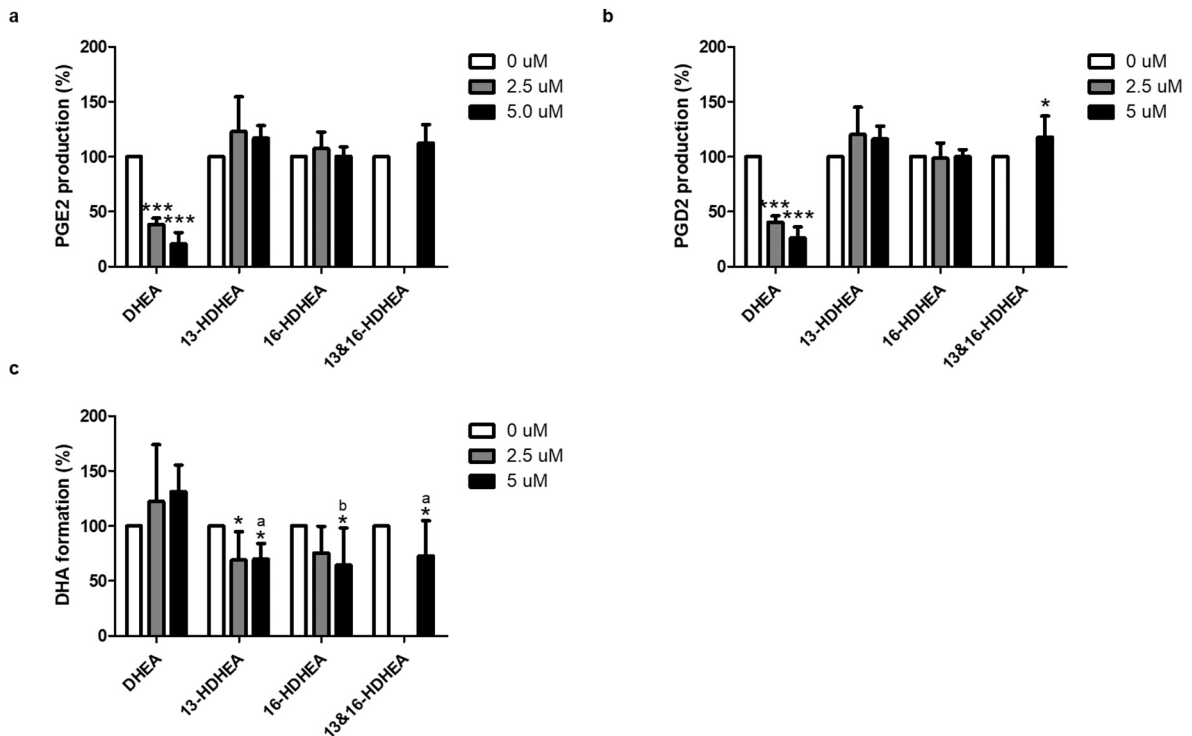 a
PGE2 production (%)
200
150
100
50
0
*** ***
DHEA
13-HDHEA
16-HDHEA
13&16-HDHEA
0 uM
2.5 uM
5.0 uM
b
PGD2 production (%)
200
150
100
50
0
*** ***
*
DHEA
13-HDHEA
16-HDHEA
13&16-HDHEA
0 uM
2.5 uM
5 uM
c
DHA formation (%)
200
150
100
50
0
a b a
* * * *
DHEA
13-HDHEA
16-HDHEA
13&16-HDHEA
0 uM
2.5 uM
5 uM